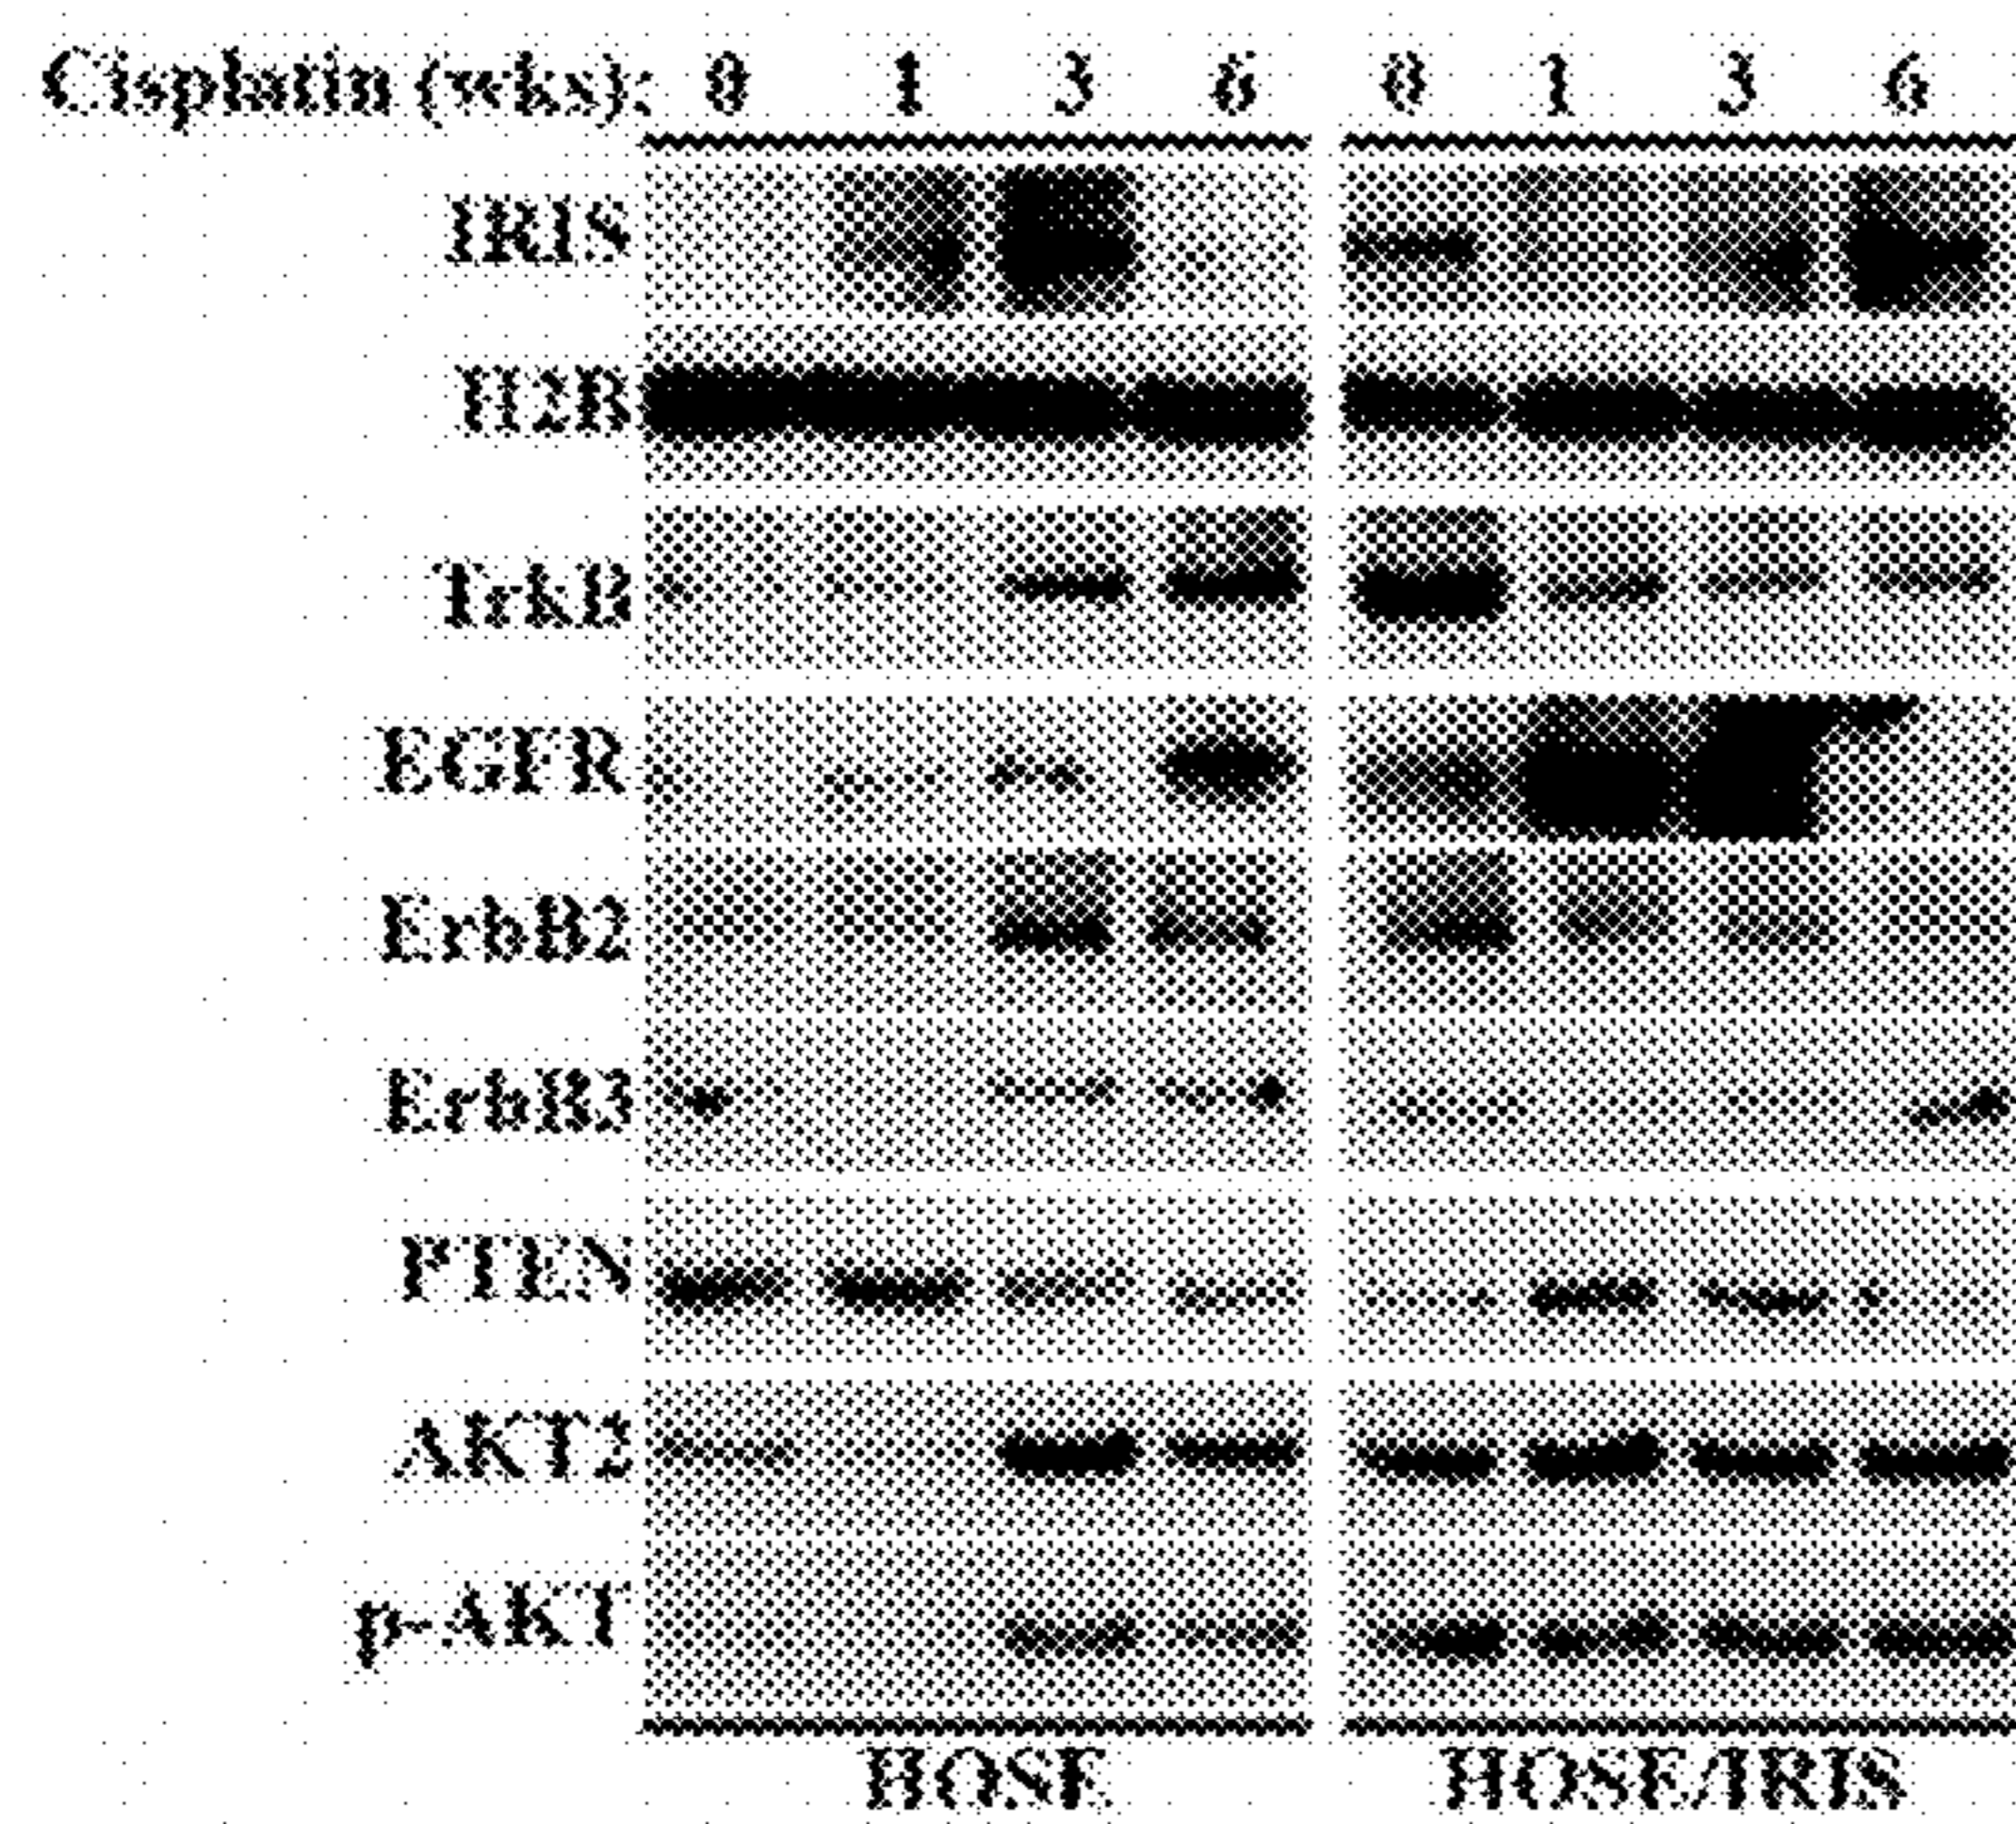 Cisplatin (wks): 0 1 3 6 0 1 3 6
IRIS
H2B
TrkB
EGFR
ErbB2
ErbB3
PTEN
AKT2
p-AKT
HOSE HOSE/IRIS